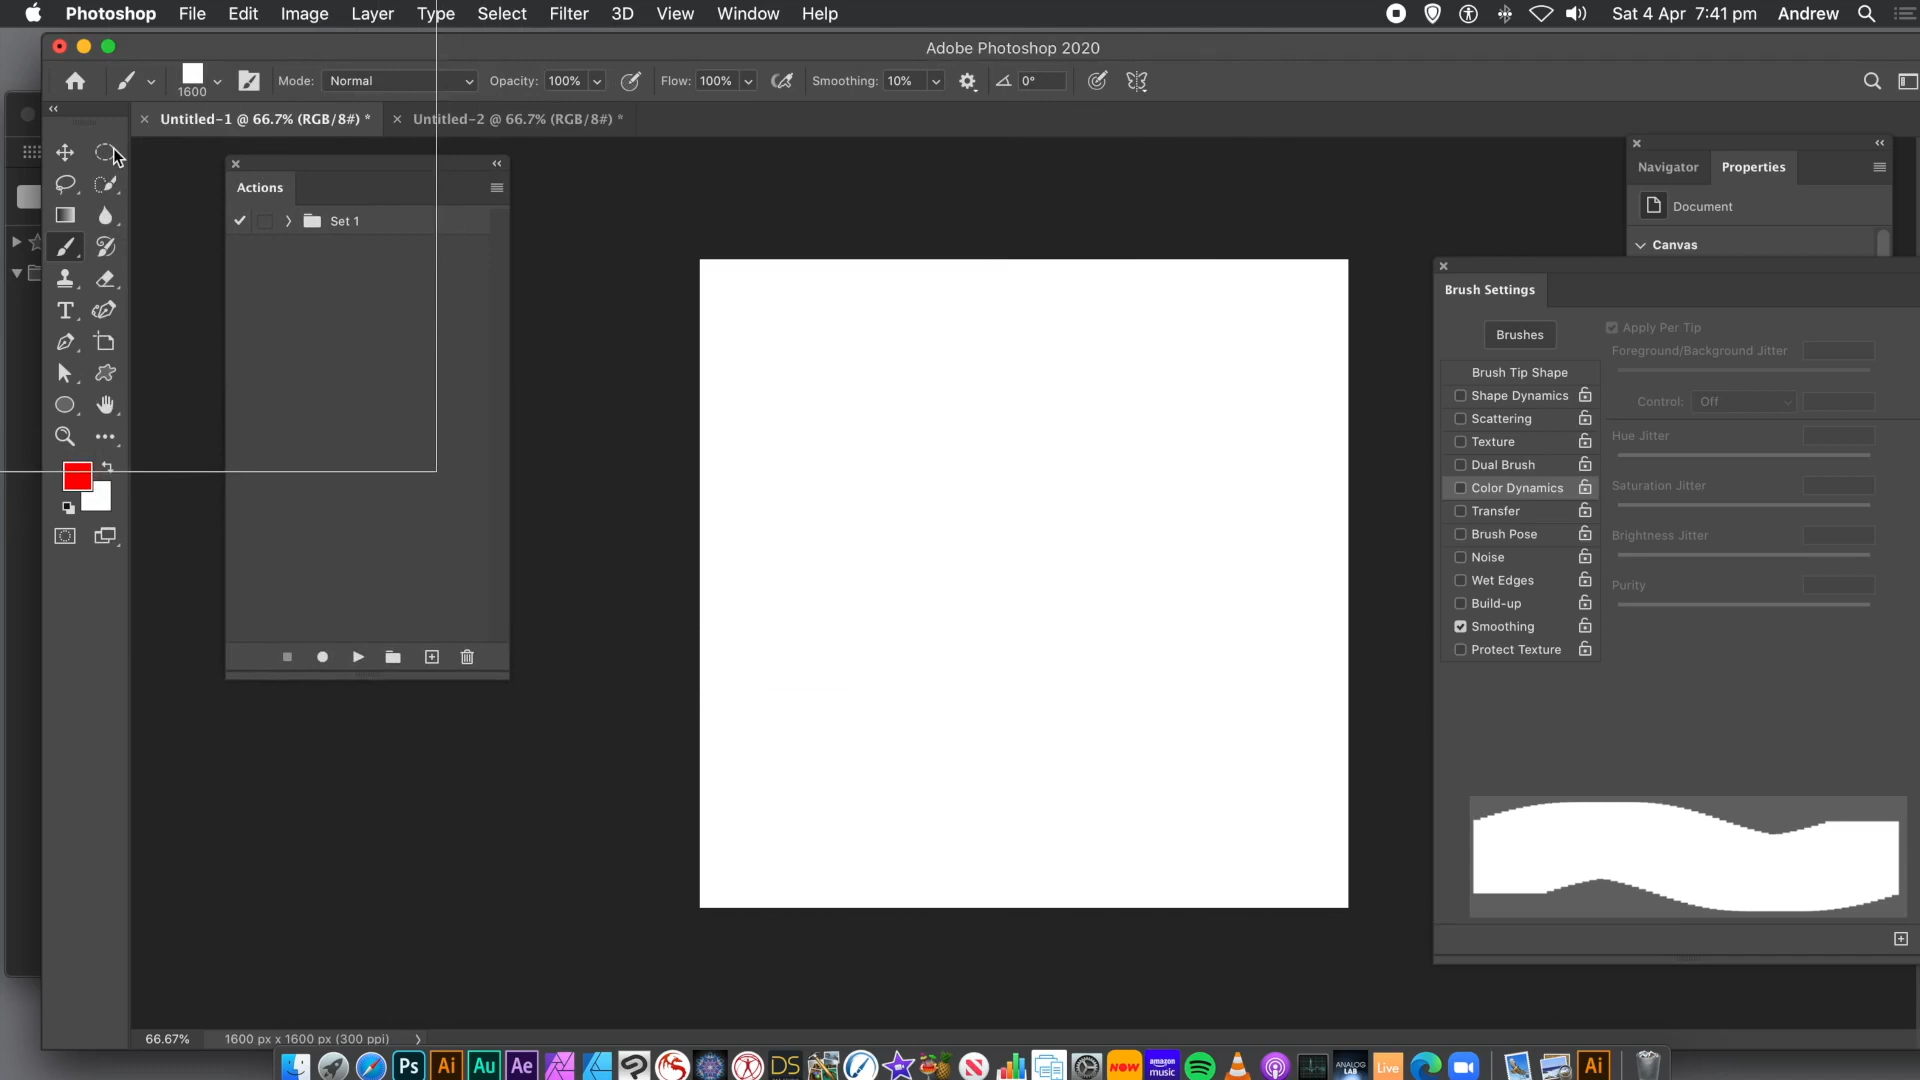 Photoshop File Edit Image Layer Type Select Filter 3D View Window Help Sat 4 Apr 7:41 pm Andrew
Adobe Photoshop 2020
1600 Mode: Normal Opacity: 100% Flow: 100% Smoothing: 10% 0°
Untitled-1 @ 66.7% (RGB/8#) * Untitled-2 @ 66.7% (RGB/8#) *
Actions
Set 1
Navigator Properties
Document
Canvas
Brush Settings
Brushes
Apply Per Tip
Foreground/Background Jitter
Brush Tip Shape
Shape Dynamics
Control: Off
Scattering
Hue Jitter
Texture
Dual Brush
Color Dynamics
Saturation Jitter
Transfer
Brush Pose
Brightness Jitter
Noise
Wet Edges
Purity
Build-up
Smoothing
Protect Texture
66.67% 1600 px x 1600 px (300 ppi)
Ps Ai Au Ae DS NOW amazon music ANALOG LAB Live Ai